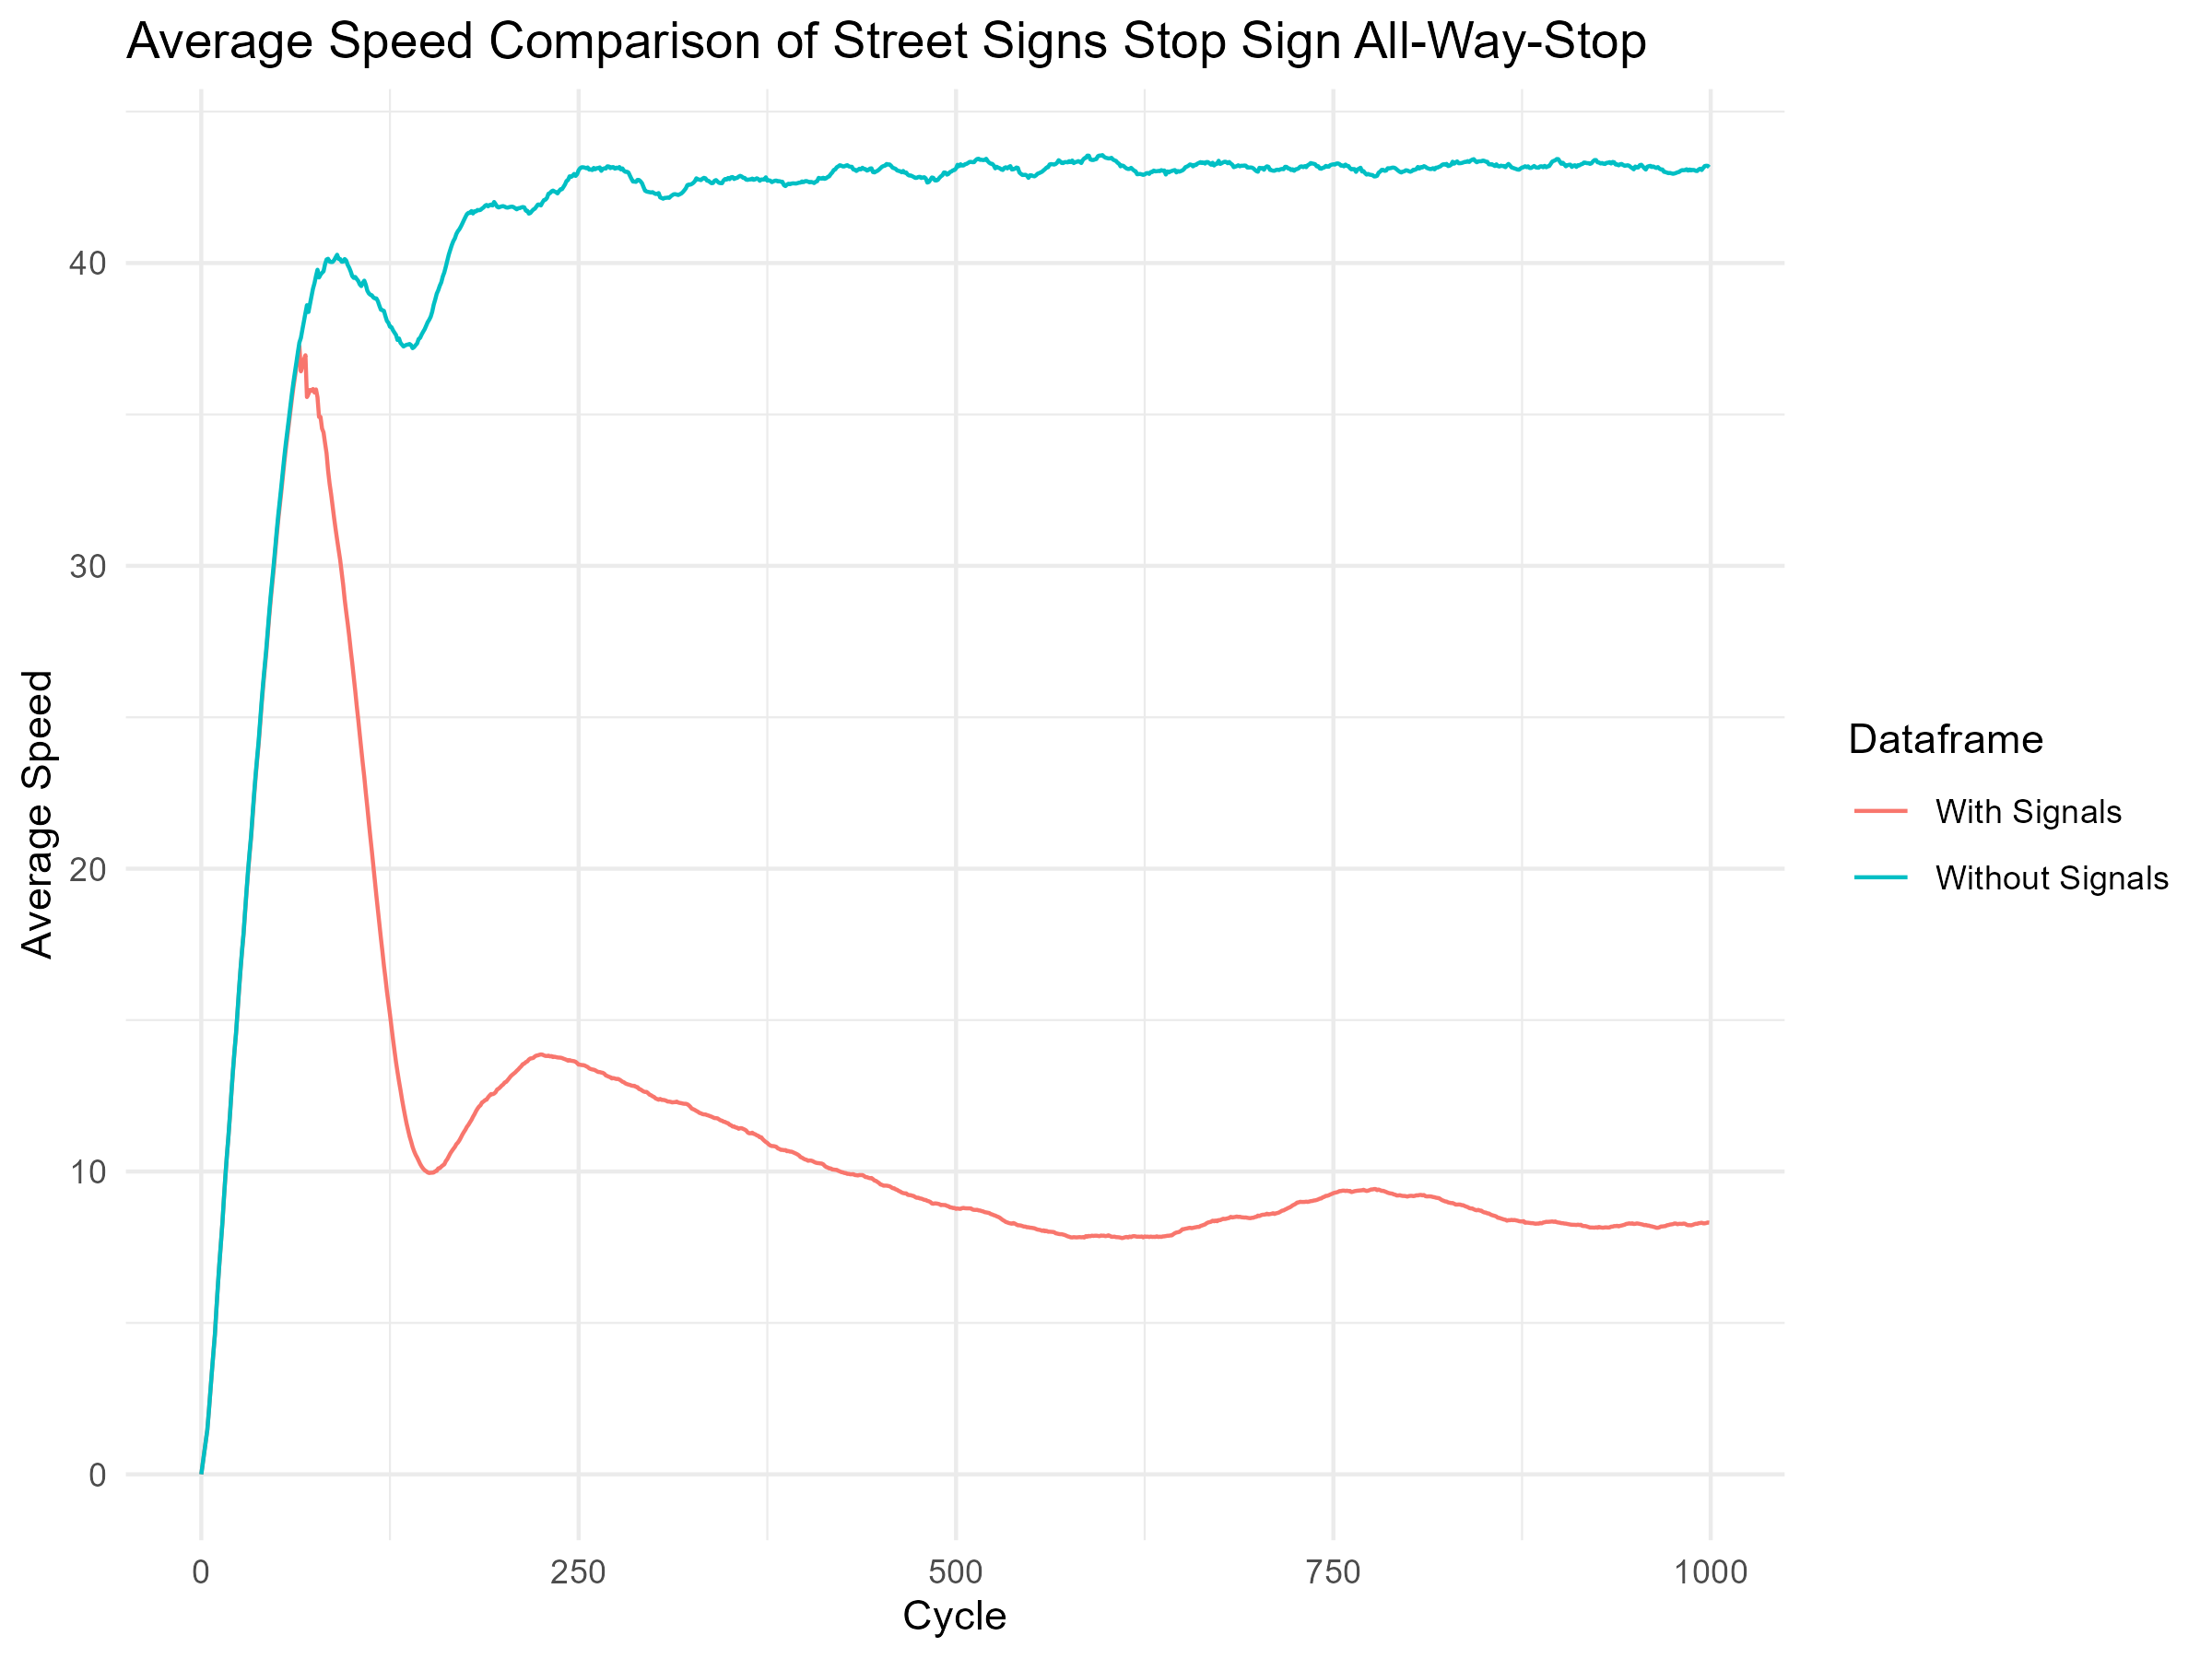 Average Speed Comparison of Street Signs Stop Sign All-Way-Stop
40
30
20
10
0
Average Speed
0 250 500 750 1000
Cycle
Dataframe
With Signals
Without Signals